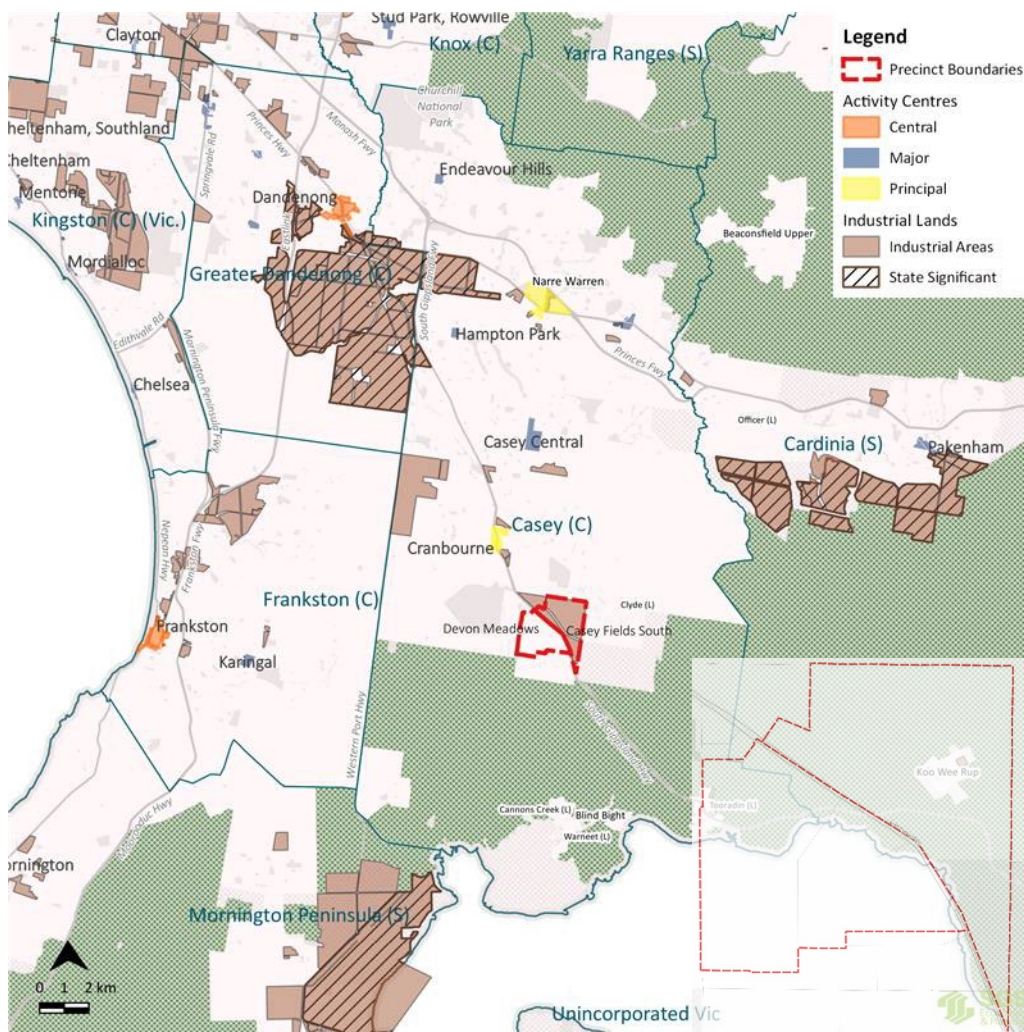 Stud Park, Rowville
Clayton
Knox (C)
Yarra Ranges (S)
Churchill
National
Park
Princes Hwy
Monash Fwy
Springvale Rd
heltenham, Southland
heltenham
Mentone
Kingston (C) (Vic.)
Mordialloc
Endeavour Hills
Dandenong
Eastlink
Greater Dandenong (C)
South Gippsland Hwy
Beaconsfield Upper
Narre Warren
Hampton Park
Princes Fwy
Edithvale Rd
Chelsea
Mornington Peninsula Fwy
Officer (L)
Casey Central
Cardinia (S)
Pakenham
Casey (C)
Cranbourne
Nepean Hwy
Frankston Fwy
Frankston (C)
Clyde (L)
Devon Meadows
Casey Fields South
Frankston
Karingal
Western Port Hwy
South Gippsland Hwy
Koo Wee Rup
Tooradin (L)
Cannons Creek (L)
Blind Bight
Warneet (L)
Moorooduc Hwy
ornington
Mornington Peninsula (S)
Unincorporated Vic
0 1 2 km
Legend
Precinct Boundaries
Activity Centres
Central
Major
Principal
Industrial Lands
Industrial Areas
State Significant